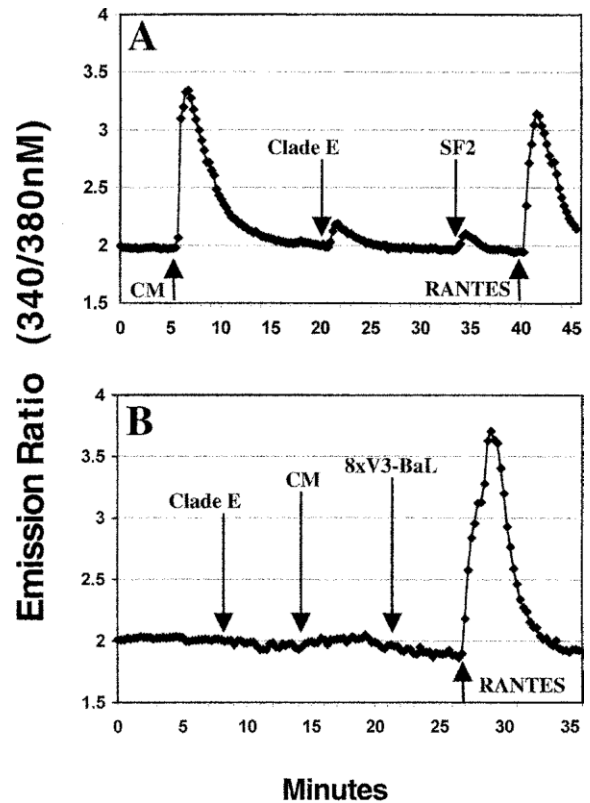 Emission Ratio (340/380nM)
A
4
3.5
3
2.5
2
1.5
Clade E
SF2
CM
RANTES
0 5 10 15 20 25 30 35 40 45
B
4
3.5
3
2.5
2
1.5
Clade E
CM
8xV3-BaL
RANTES
0 5 10 15 20 25 30 35
Minutes